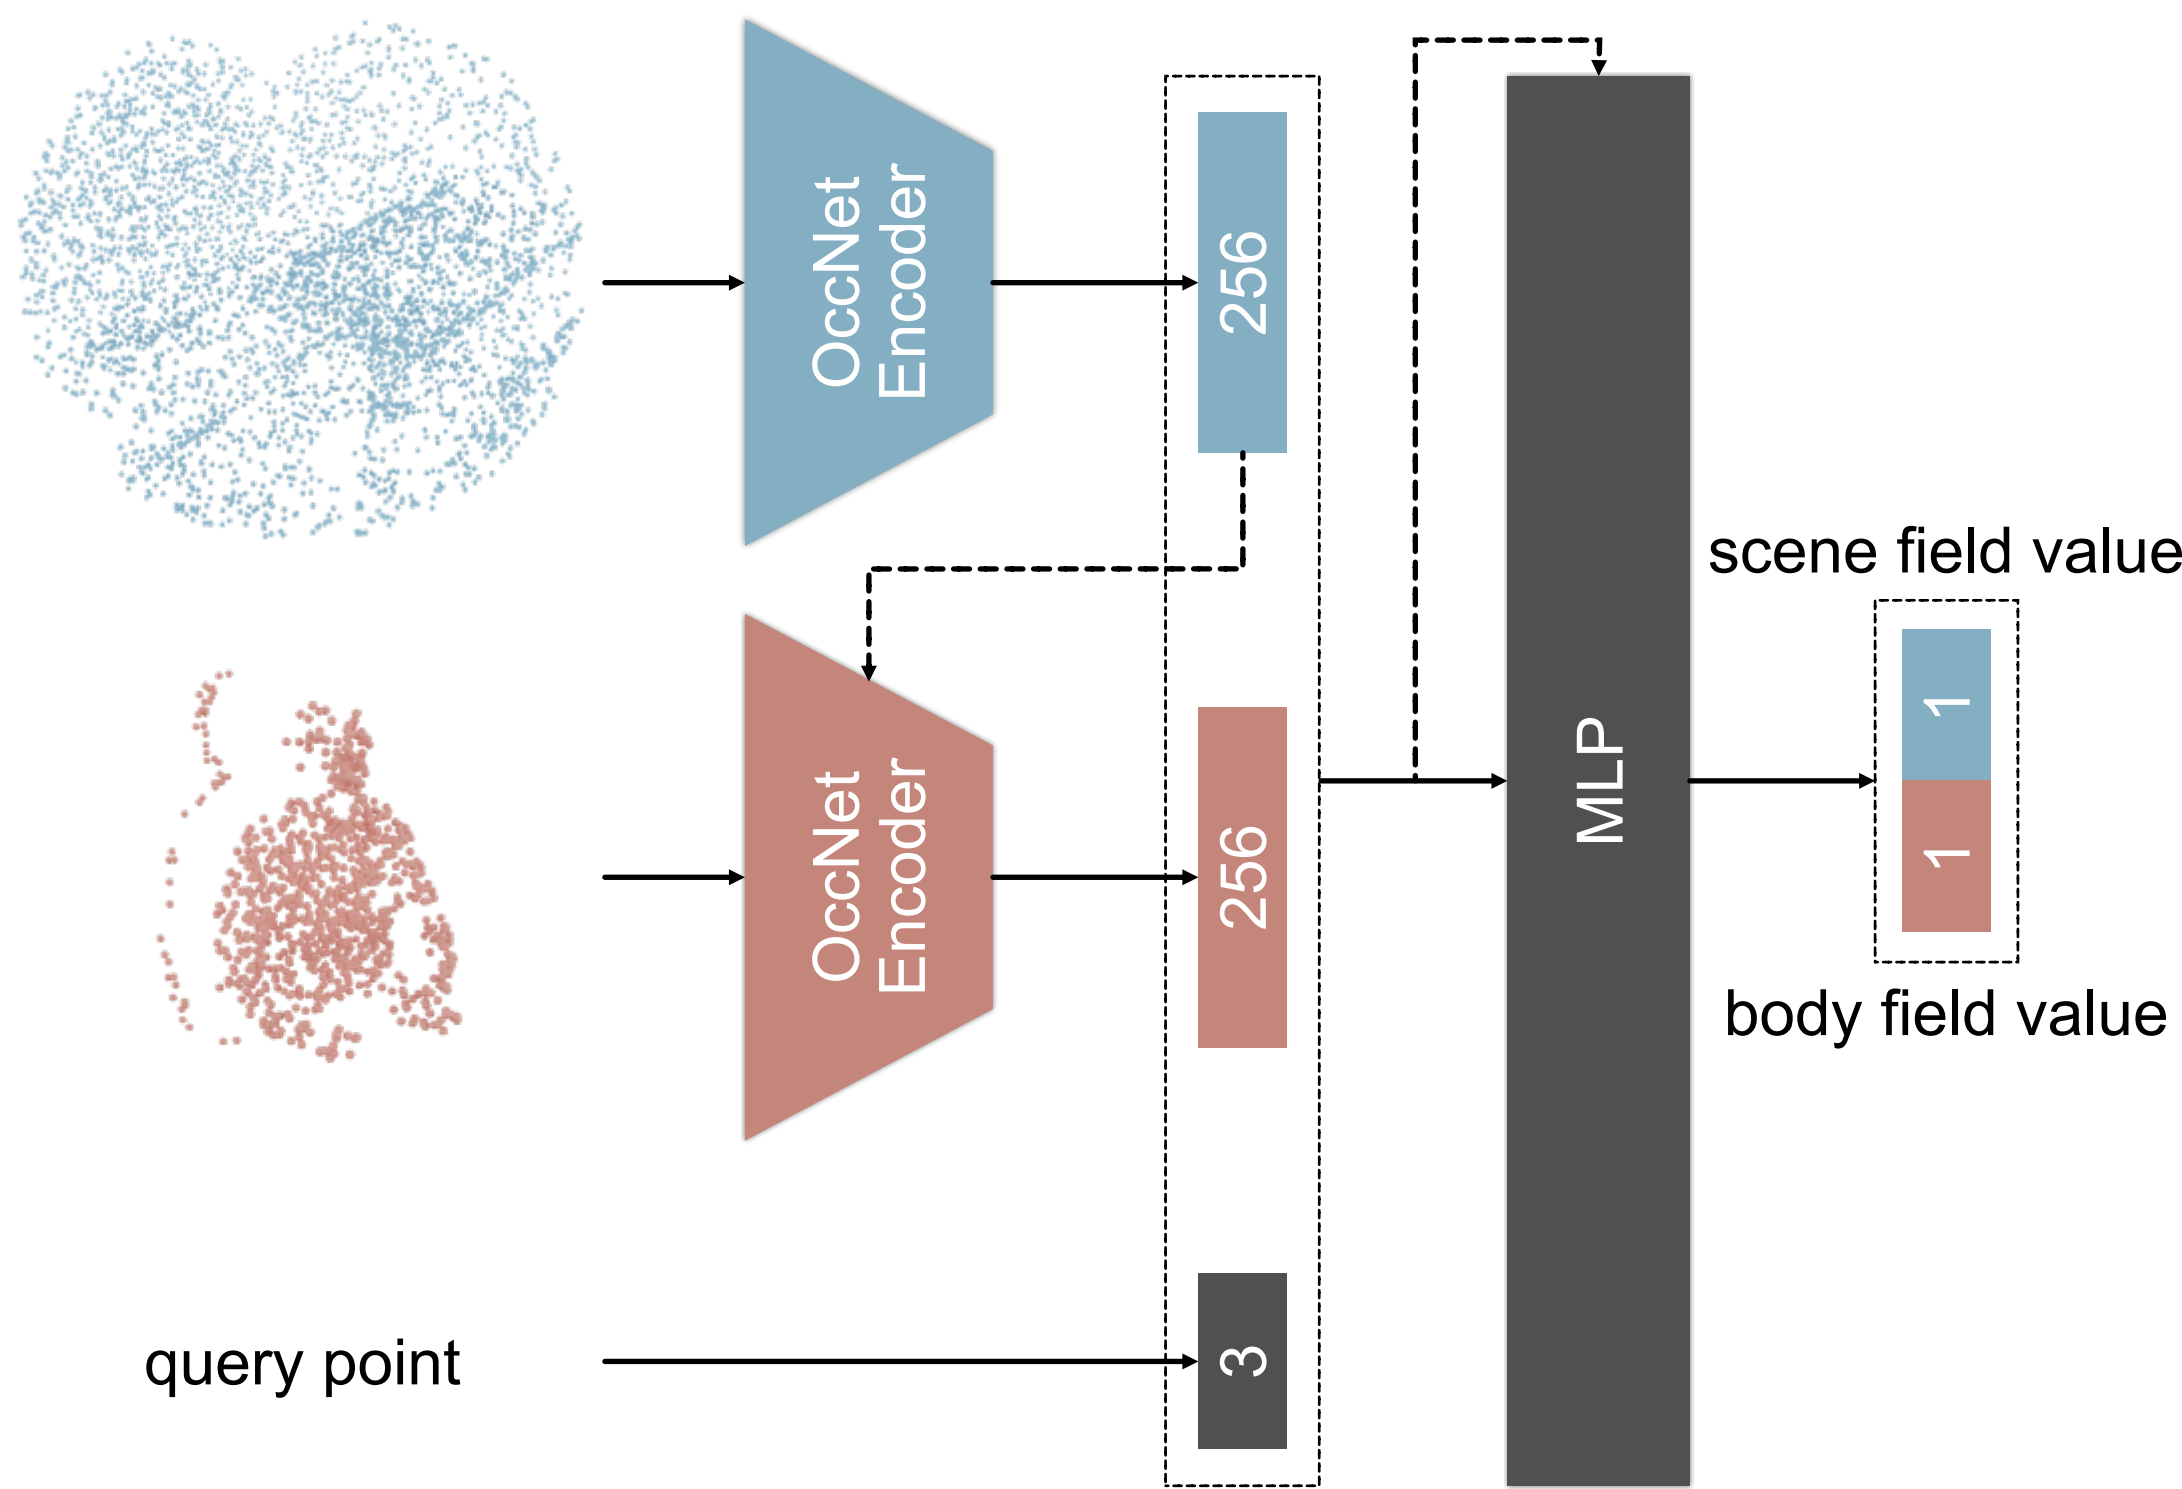 OccNet
Encoder
256
OccNet
Encoder
256
query point
3
MLP
scene field value
1
1
body field value